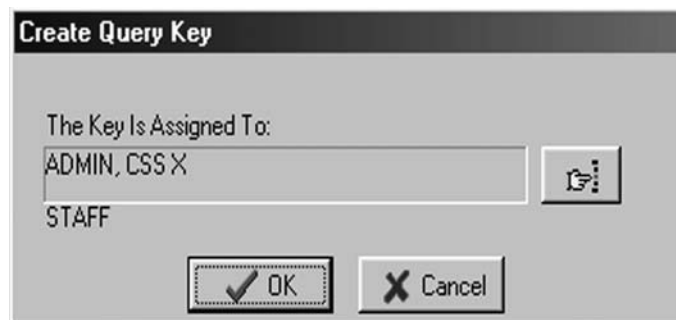 Create Query Key
The Key Is Assigned To:
ADMIN, CSS X
STAFF
OK Cancel